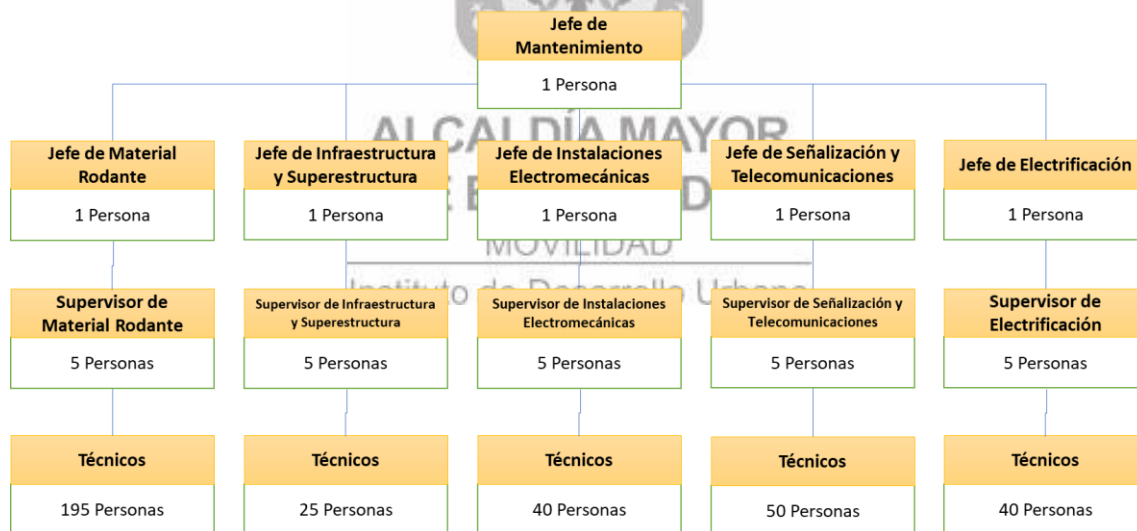 Jefe de
Mantenimiento
1 Persona
ALCALDÍA MAYOR
Jefe de Material
Rodante
1 Persona
Jefe de Infraestructura
y Superestructura
1 Persona
Jefe de Instalaciones
Electromecánicas
1 Persona
Jefe de Señalización y
Telecomunicaciones
1 Persona
Jefe de Electrificación
1 Persona
MOVILIDAD
Instituto de Desarrollo Urbano
Supervisor de
Material Rodante
5 Personas
Supervisor de Infraestructura
y Superestructura
5 Personas
Supervisor de Instalaciones
Electromecánicas
5 Personas
Supervisor de Señalización y
Telecomunicaciones
5 Personas
Supervisor de
Electrificación
5 Personas
Técnicos
195 Personas
Técnicos
25 Personas
Técnicos
40 Personas
Técnicos
50 Personas
Técnicos
40 Personas